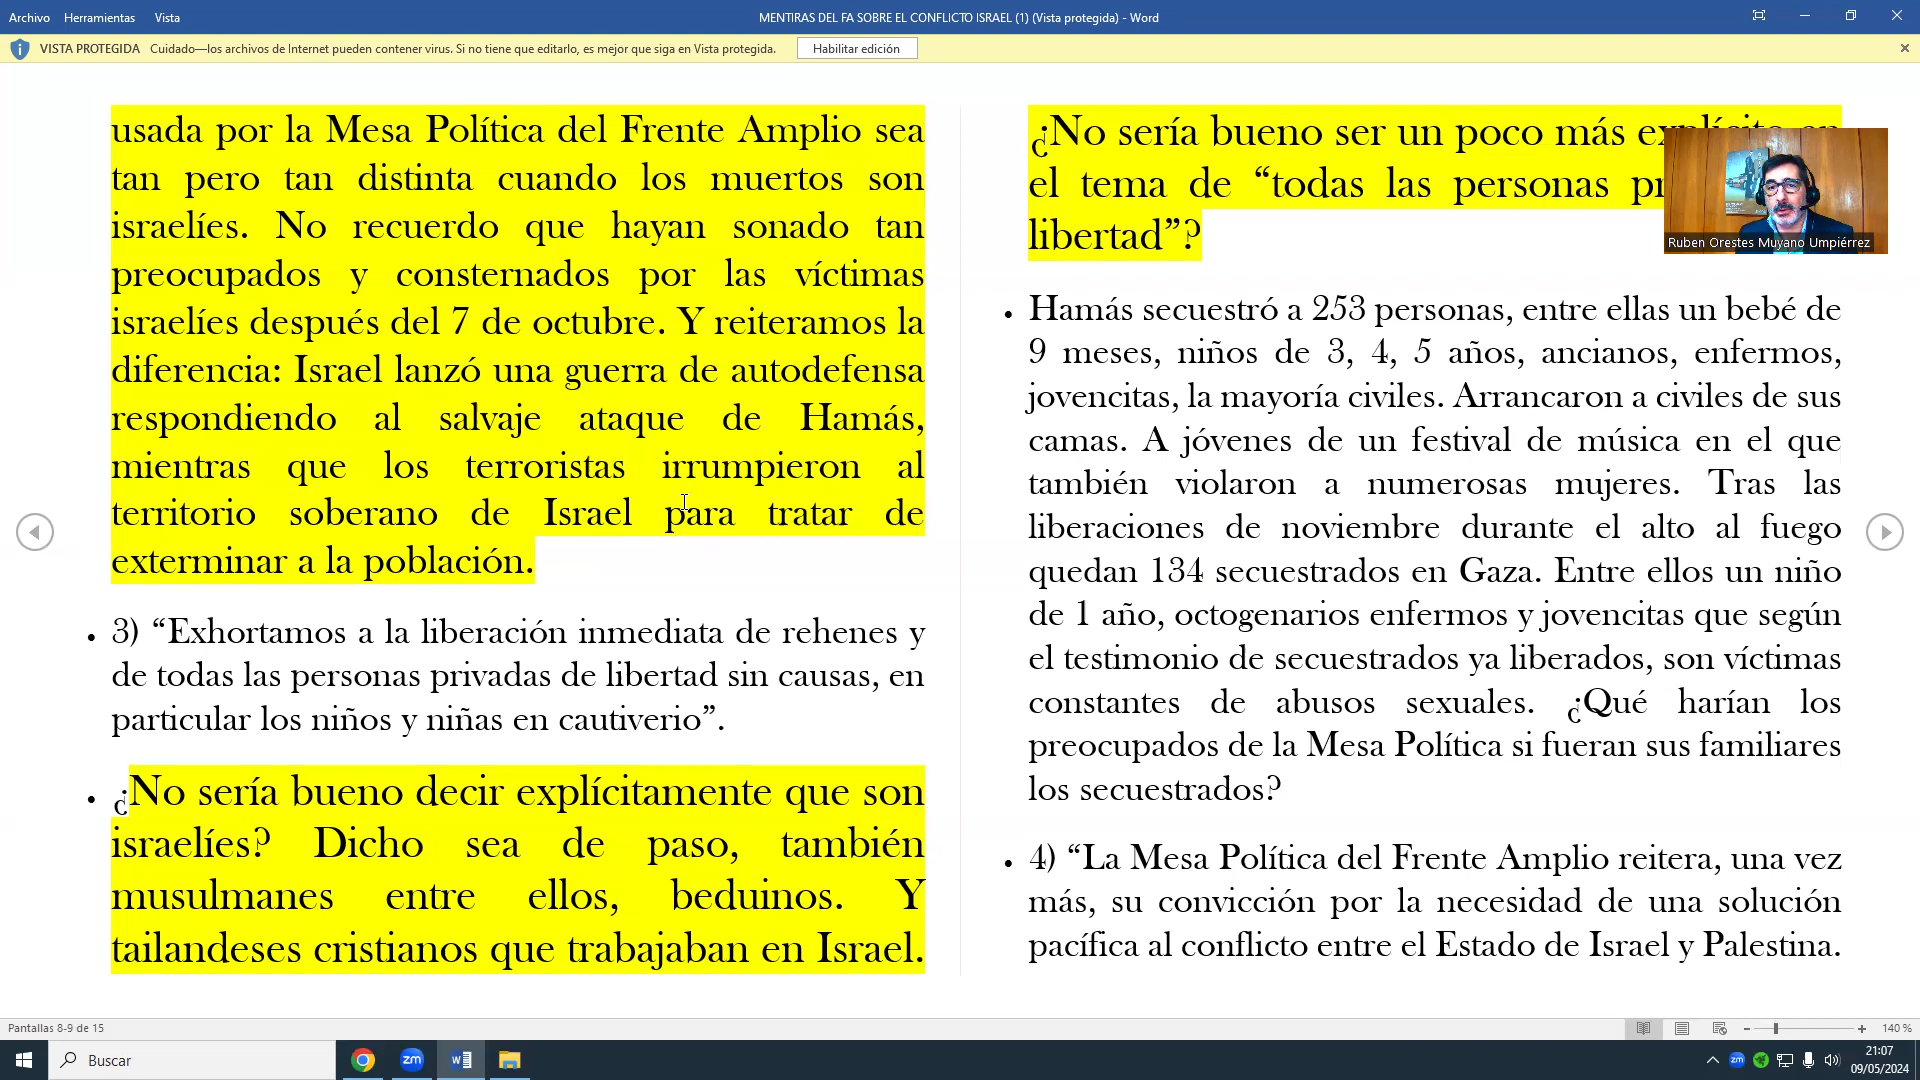 Archivo Herramientas Vista
MENTIRAS DEL FA SOBRE EL CONFLICTO ISRAEL (1) (Vista protegida) - Word
VISTA PROTEGIDA Cuidado—los archivos de Internet pueden contener virus. Si no tiene que editarlo, es mejor que siga en Vista protegida. Habilitar edición
usada por la Mesa Política del Frente Amplio sea
tan pero tan distinta cuando los muertos son
israelíes. No recuerdo que hayan sonado tan
preocupados y consternados por las víctimas
israelíes después del 7 de octubre. Y reiteramos la
diferencia: Israel lanzó una guerra de autodefensa
respondiendo al salvaje ataque de Hamás,
mientras que los terroristas irrumpieron al
territorio soberano de Israel para tratar de
exterminar a la población.
• 3) “Exhortamos a la liberación inmediata de rehenes y
de todas las personas privadas de libertad sin causas, en
particular los niños y niñas en cautiverio”.
• ¿No sería bueno decir explícitamente que son
israelíes? Dicho sea de paso, también
musulmanes entre ellos, beduinos. Y
tailandeses cristianos que trabajaban en Israel.
¿No sería bueno ser un poco más
el tema de “todas las personas
libertad”?
Ruben Orestes Muyano Umpiérrez
• Hamás secuestró a 253 personas, entre ellas un bebé de
9 meses, niños de 3, 4, 5 años, ancianos, enfermos,
jovencitas, la mayoría civiles. Arrancaron a civiles de sus
camas. A jóvenes de un festival de música en el que
también violaron a numerosas mujeres. Tras las
liberaciones de noviembre durante el alto al fuego
quedan 134 secuestrados en Gaza. Entre ellos un niño
de 1 año, octogenarios enfermos y jovencitas que según
el testimonio de secuestrados ya liberados, son víctimas
constantes de abusos sexuales. ¿Qué harían los
preocupados de la Mesa Política si fueran sus familiares
los secuestrados?
• 4) “La Mesa Política del Frente Amplio reitera, una vez
más, su convicción por la necesidad de una solución
pacífica al conflicto entre el Estado de Israel y Palestina.
Pantallas 8-9 de 15
140 %
Buscar
zm
21:07
09/05/2024